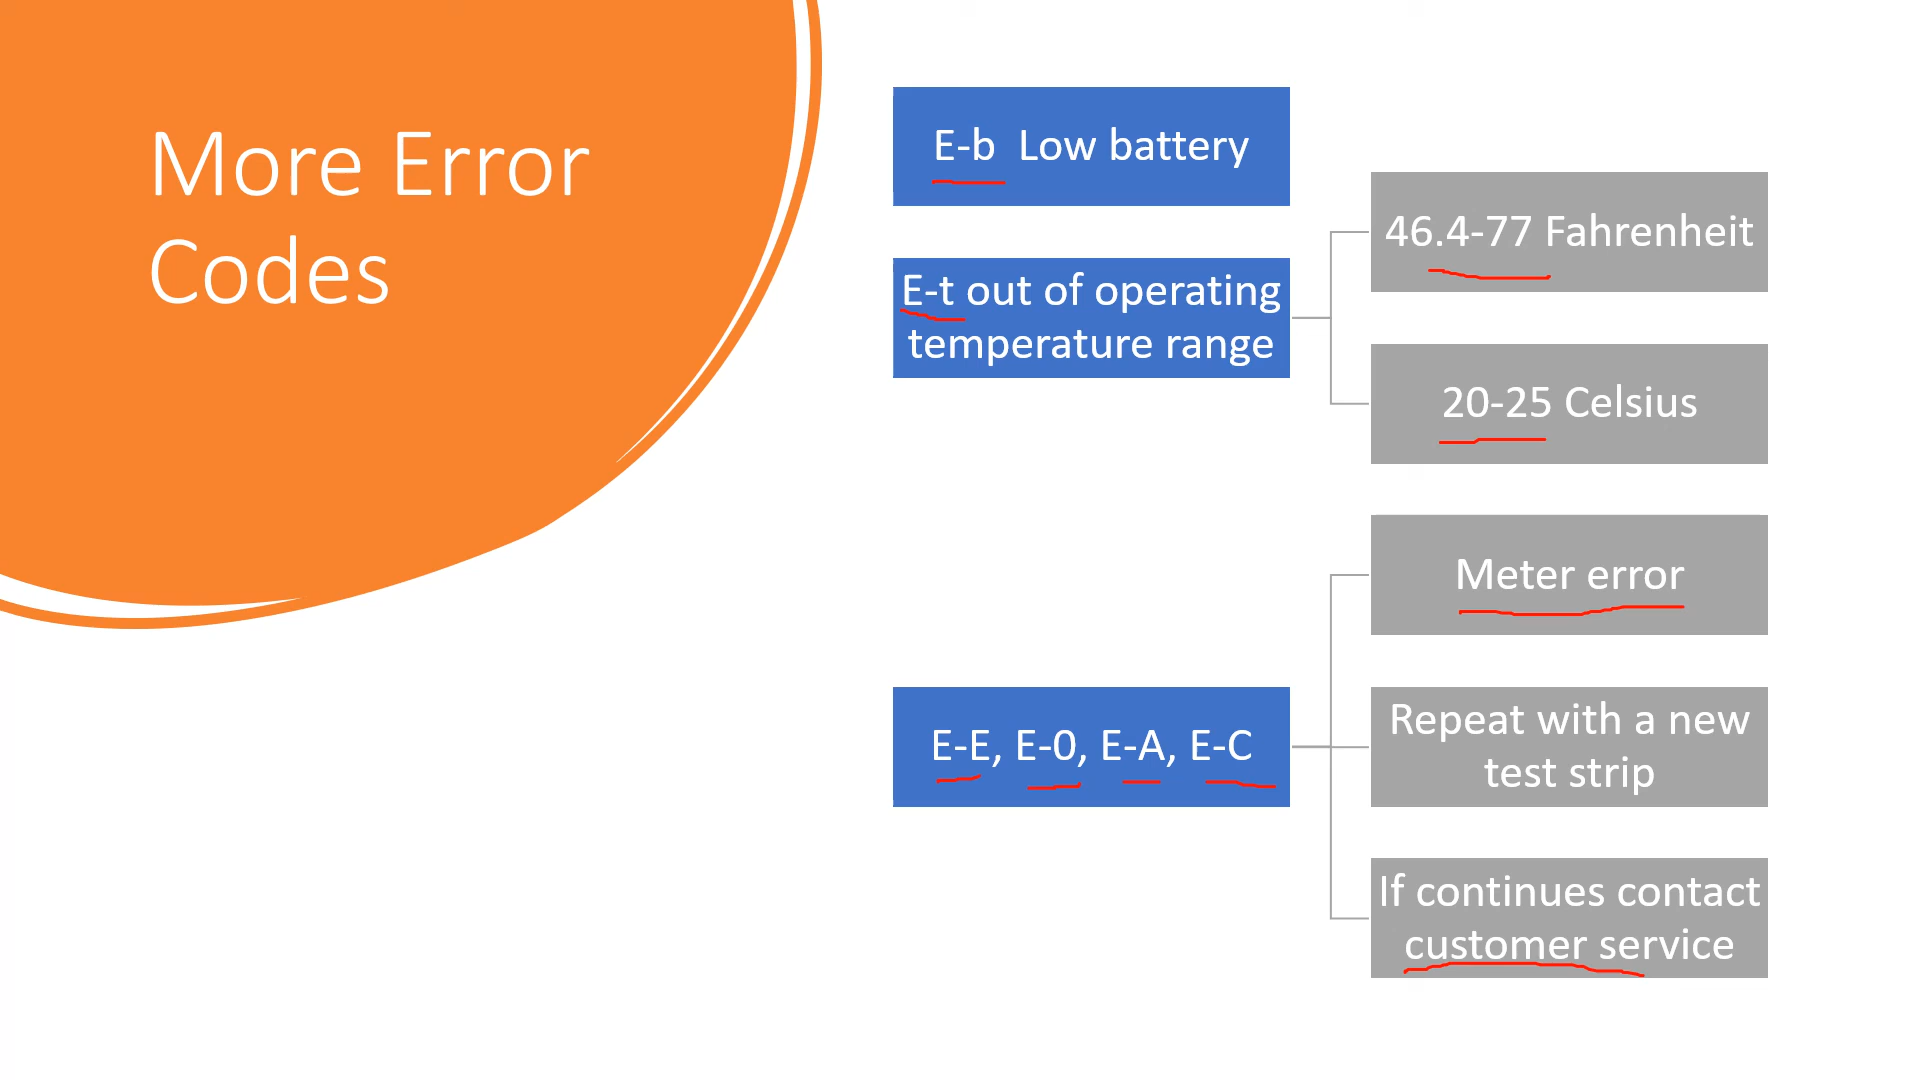 More Error
Codes
E-b  Low battery
E-t out of operating
temperature range
46.4-77 Fahrenheit
20-25 Celsius
E-E, E-0, E-A, E-C
Meter error
Repeat with a new
test strip
If continues contact
customer service